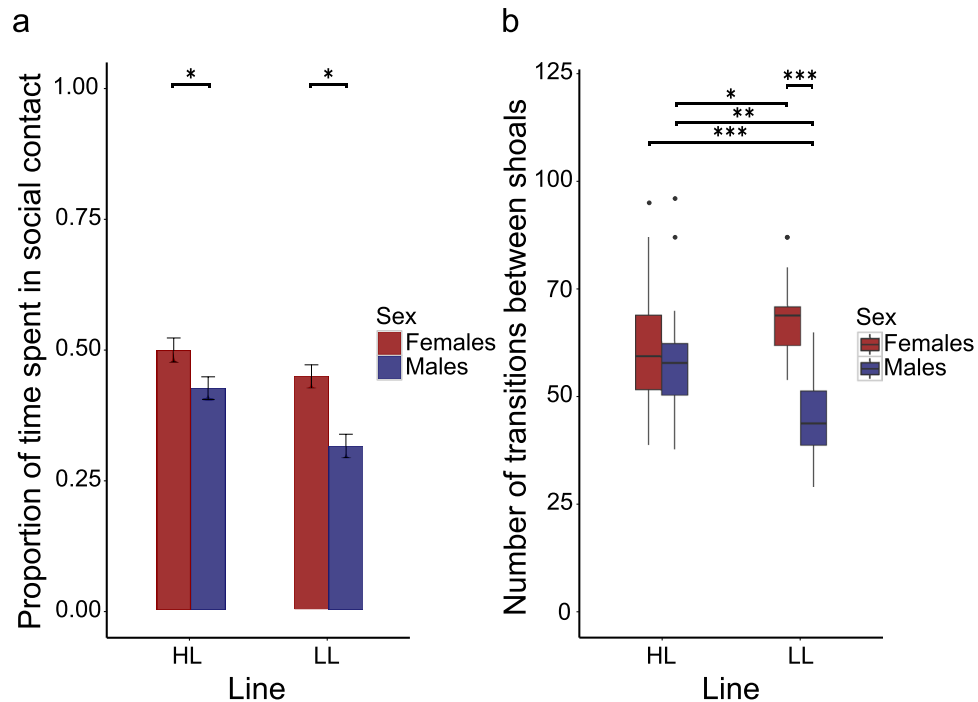 a
Proportion of time spent in social contact
1.00
0.75
0.50
0.25
0.00
*
*
HL
LL
Line
Sex
Females
Males
b
Number of transitions between shoals
125
100
70
50
25
0
***
*
**
***
HL
LL
Line
Sex
Females
Males